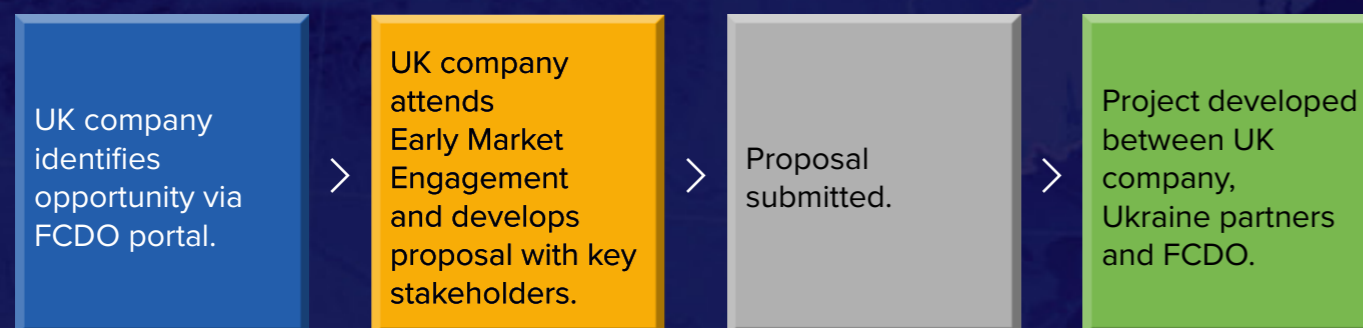 UK company
identifies
opportunity via
FCDO portal.
UK company
attends
Early Market
Engagement
and develops
proposal with key
stakeholders.
Proposal
submitted.
Project developed
between UK
company,
Ukraine partners
and FCDO.